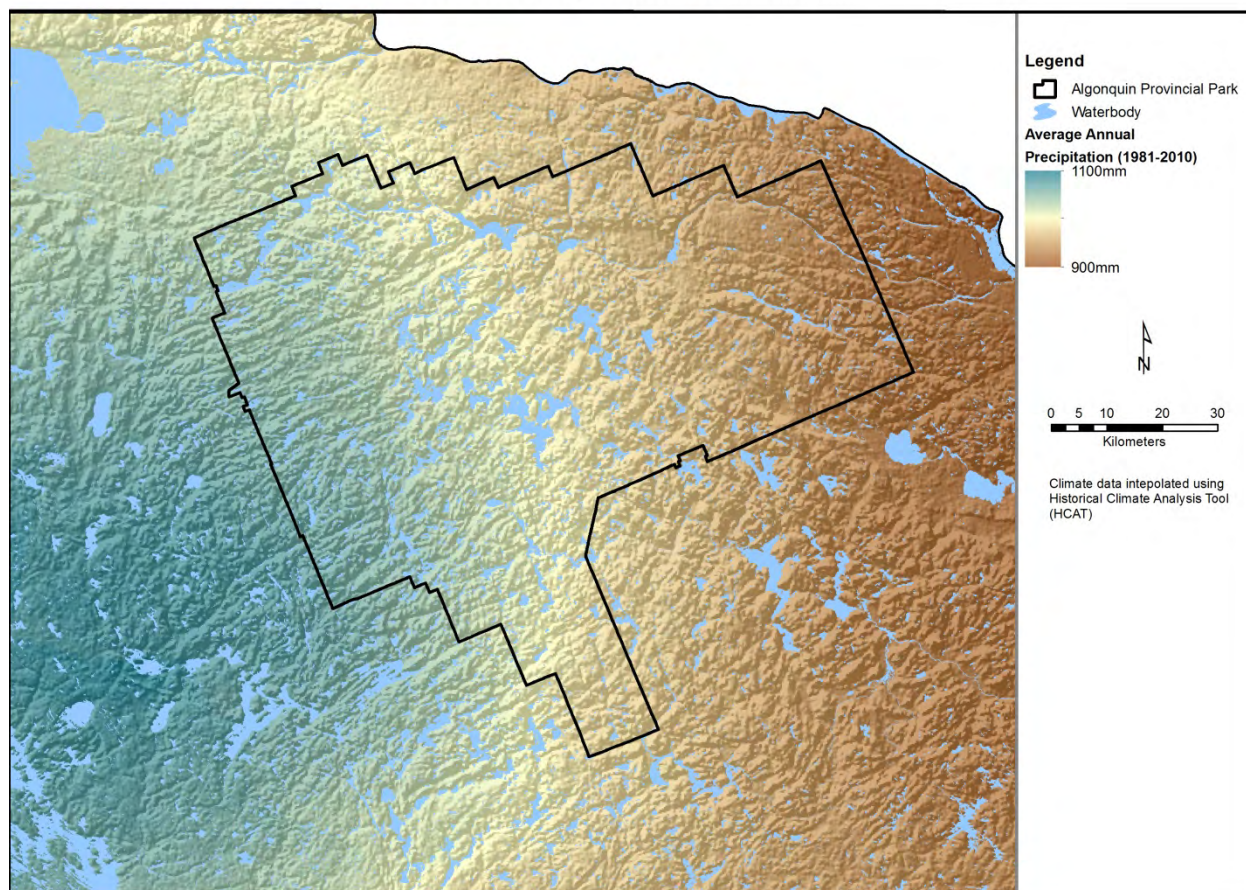 Legend
Algonquin Provincial Park
Waterbody
Average Annual
Precipitation (1981-2010)
1100mm
900mm
N
0 5 10 20 30
Kilometers
Climate data intepolated using
Historical Climate Analysis Tool
(HCAT)